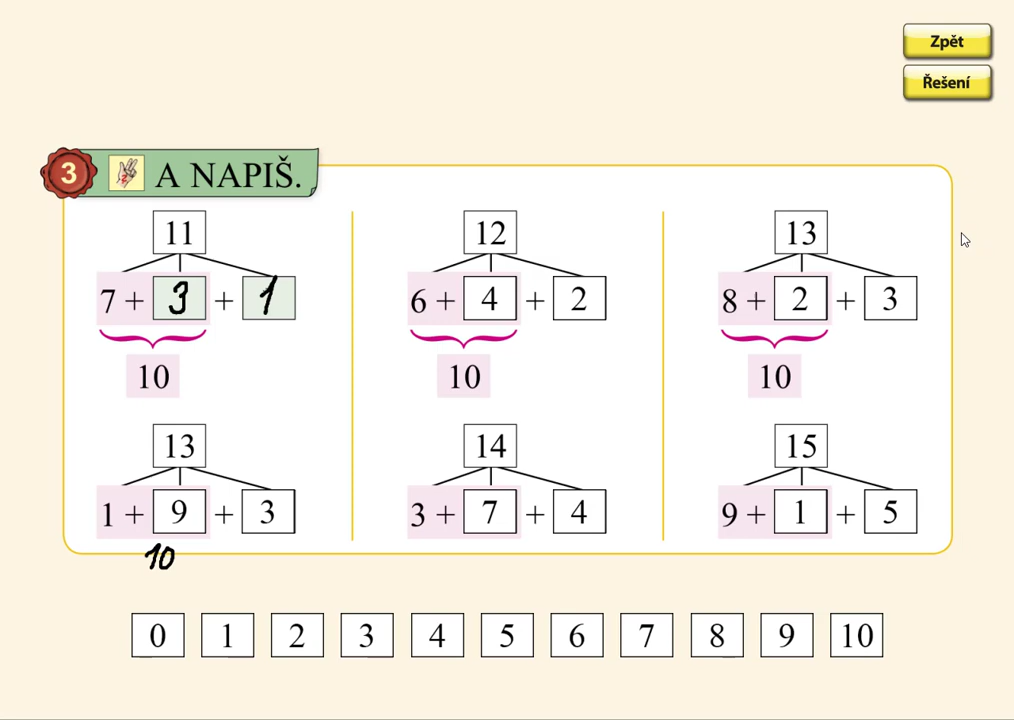 Zpět
Řešení
3 A NAPIŠ.
11 12 13
7 + 3 + 1 6 + 4 + 2 8 + 2 + 3
10 10 10
13 14 15
1 + 9 + 3 3 + 7 + 4 9 + 1 + 5
10
0 1 2 3 4 5 6 7 8 9 10